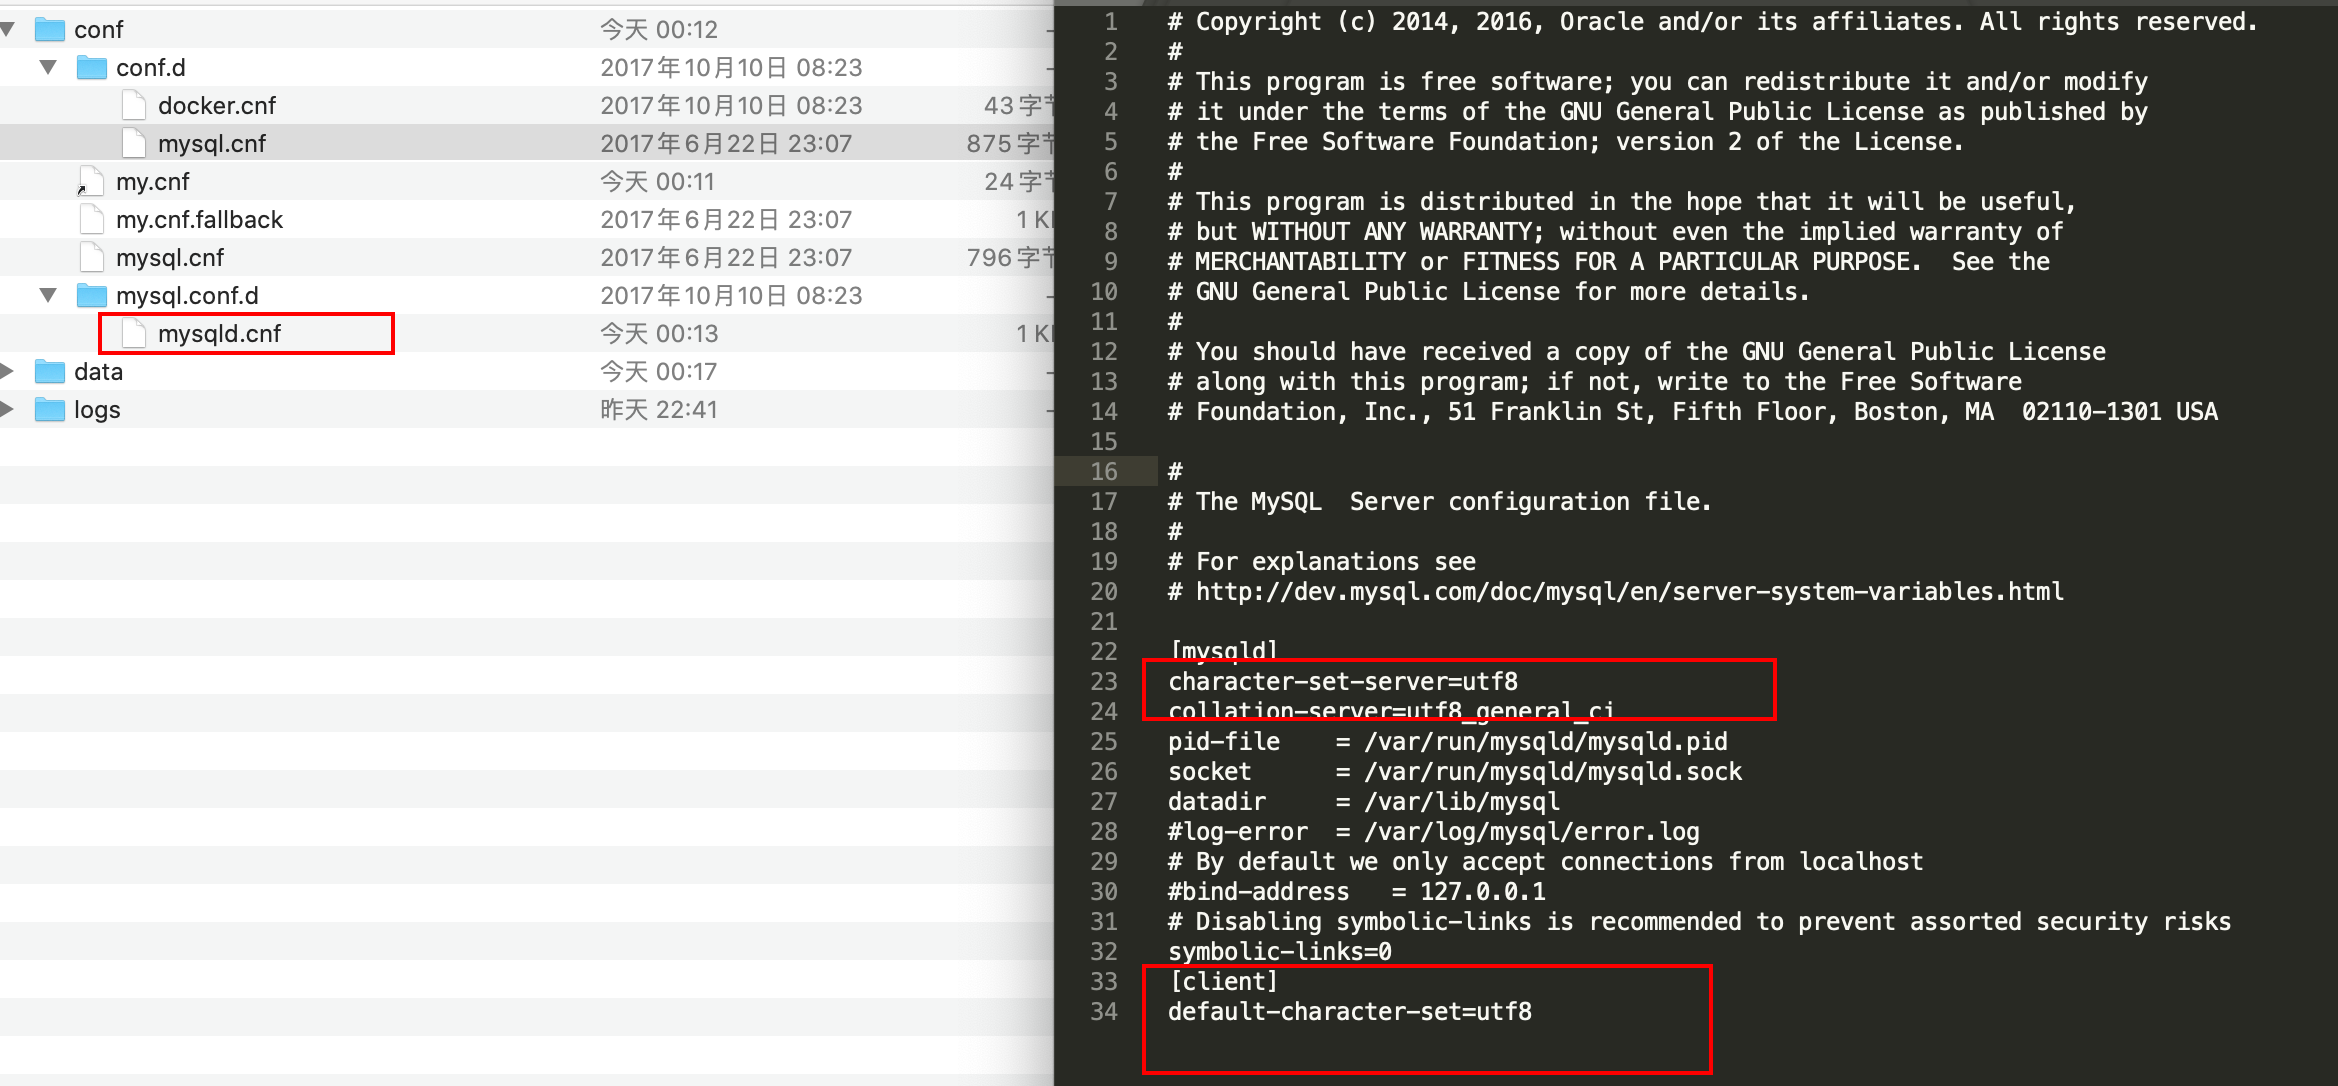 conf 今天 00:12 --
conf.d 2017年10月10日 08:23 --
docker.cnf 2017年10月10日 08:23 43 字节
mysql.cnf 2017年6月22日 23:07 875 字节
my.cnf 今天 00:11 24 字节
my.cnf.fallback 2017年6月22日 23:07 1 KB
mysql.cnf 2017年6月22日 23:07 796 字节
mysql.conf.d 2017年10月10日 08:23 --
mysqld.cnf 今天 00:13 1 KB
data 今天 00:17 --
logs 昨天 22:41 --
1 # Copyright (c) 2014, 2016, Oracle and/or its affiliates. All rights reserved.
2 #
3 # This program is free software; you can redistribute it and/or modify
4 # it under the terms of the GNU General Public License as published by
5 # the Free Software Foundation; version 2 of the License.
6 #
7 # This program is distributed in the hope that it will be useful,
8 # but WITHOUT ANY WARRANTY; without even the implied warranty of
9 # MERCHANTABILITY or FITNESS FOR A PARTICULAR PURPOSE.  See the
10 # GNU General Public License for more details.
11 #
12 # You should have received a copy of the GNU General Public License
13 # along with this program; if not, write to the Free Software
14 # Foundation, Inc., 51 Franklin St, Fifth Floor, Boston, MA  02110-1301 USA
15
16 #
17 # The MySQL  Server configuration file.
18 #
19 # For explanations see
20 # http://dev.mysql.com/doc/mysql/en/server-system-variables.html
21
22 [mysqld]
23 character-set-server=utf8
24 collation-server=utf8_general_ci
25 pid-file    = /var/run/mysqld/mysqld.pid
26 socket      = /var/run/mysqld/mysqld.sock
27 datadir     = /var/lib/mysql
28 #log-error  = /var/log/mysql/error.log
29 # By default we only accept connections from localhost
30 #bind-address   = 127.0.0.1
31 # Disabling symbolic-links is recommended to prevent assorted security risks
32 symbolic-links=0
33 [client]
34 default-character-set=utf8